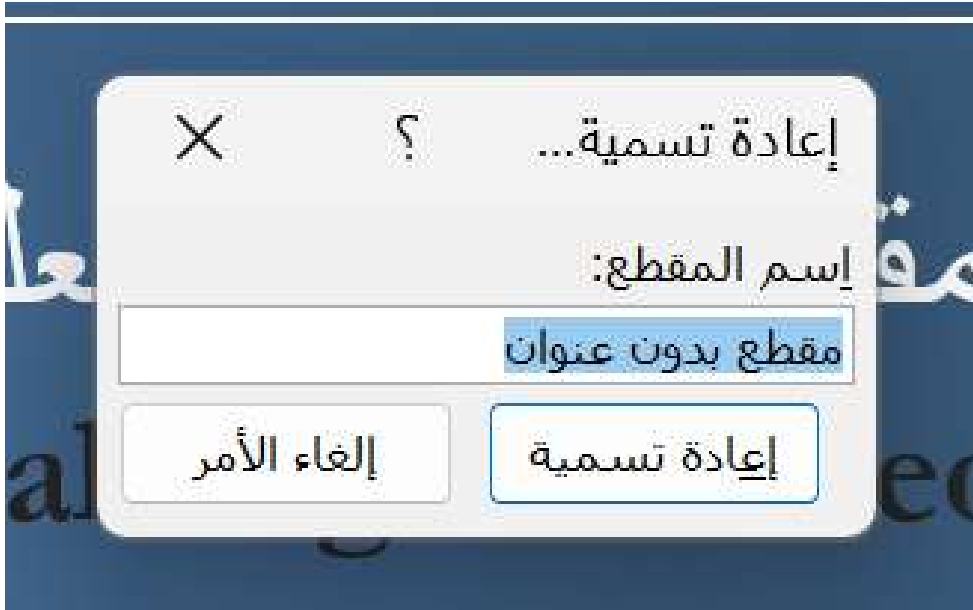 إعادة تسمية... ؟
إسم المقطع:
مقطع بدون عنوان
إعادة تسمية إلغاء الأمر